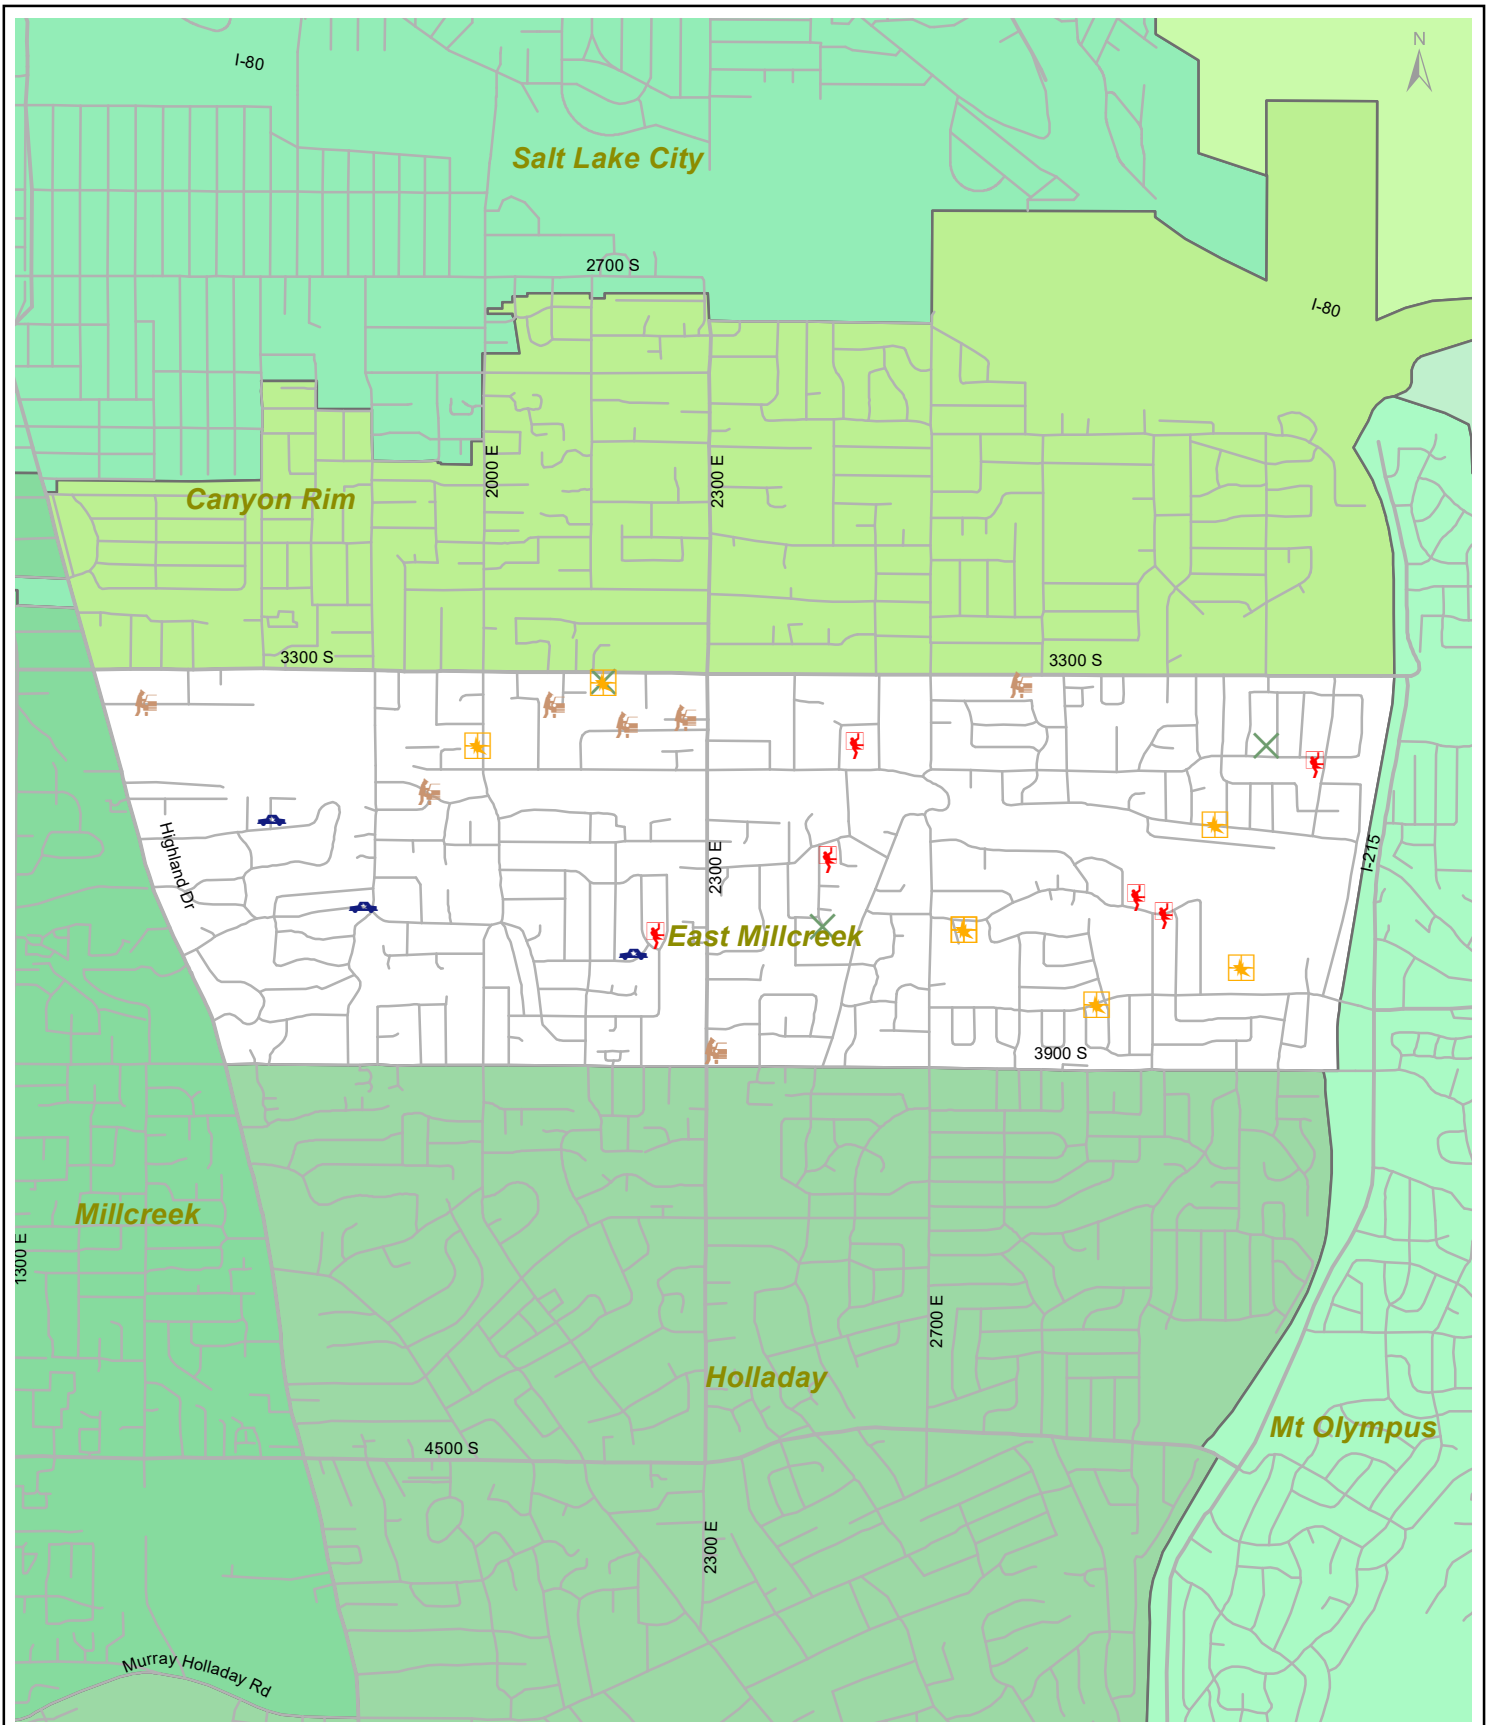 N
I-80
Salt Lake City
2700 S
I-80
2000 E
2300 E
Canyon Rim
3300 S
3300 S
Highland Dr
2300 E
I-215
East Millcreek
3900 S
Millcreek
1300 E
2700 E
Holladay
Mt Olympus
4500 S
2300 E
Murray Holladay Rd